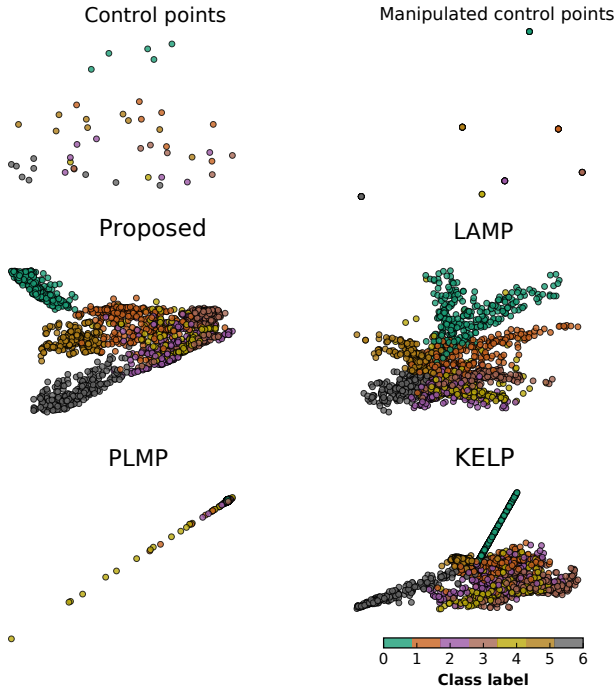 Control points
Manipulated control points
Proposed
LAMP
PLMP
KELP
0 1 2 3 4 5 6
Class label